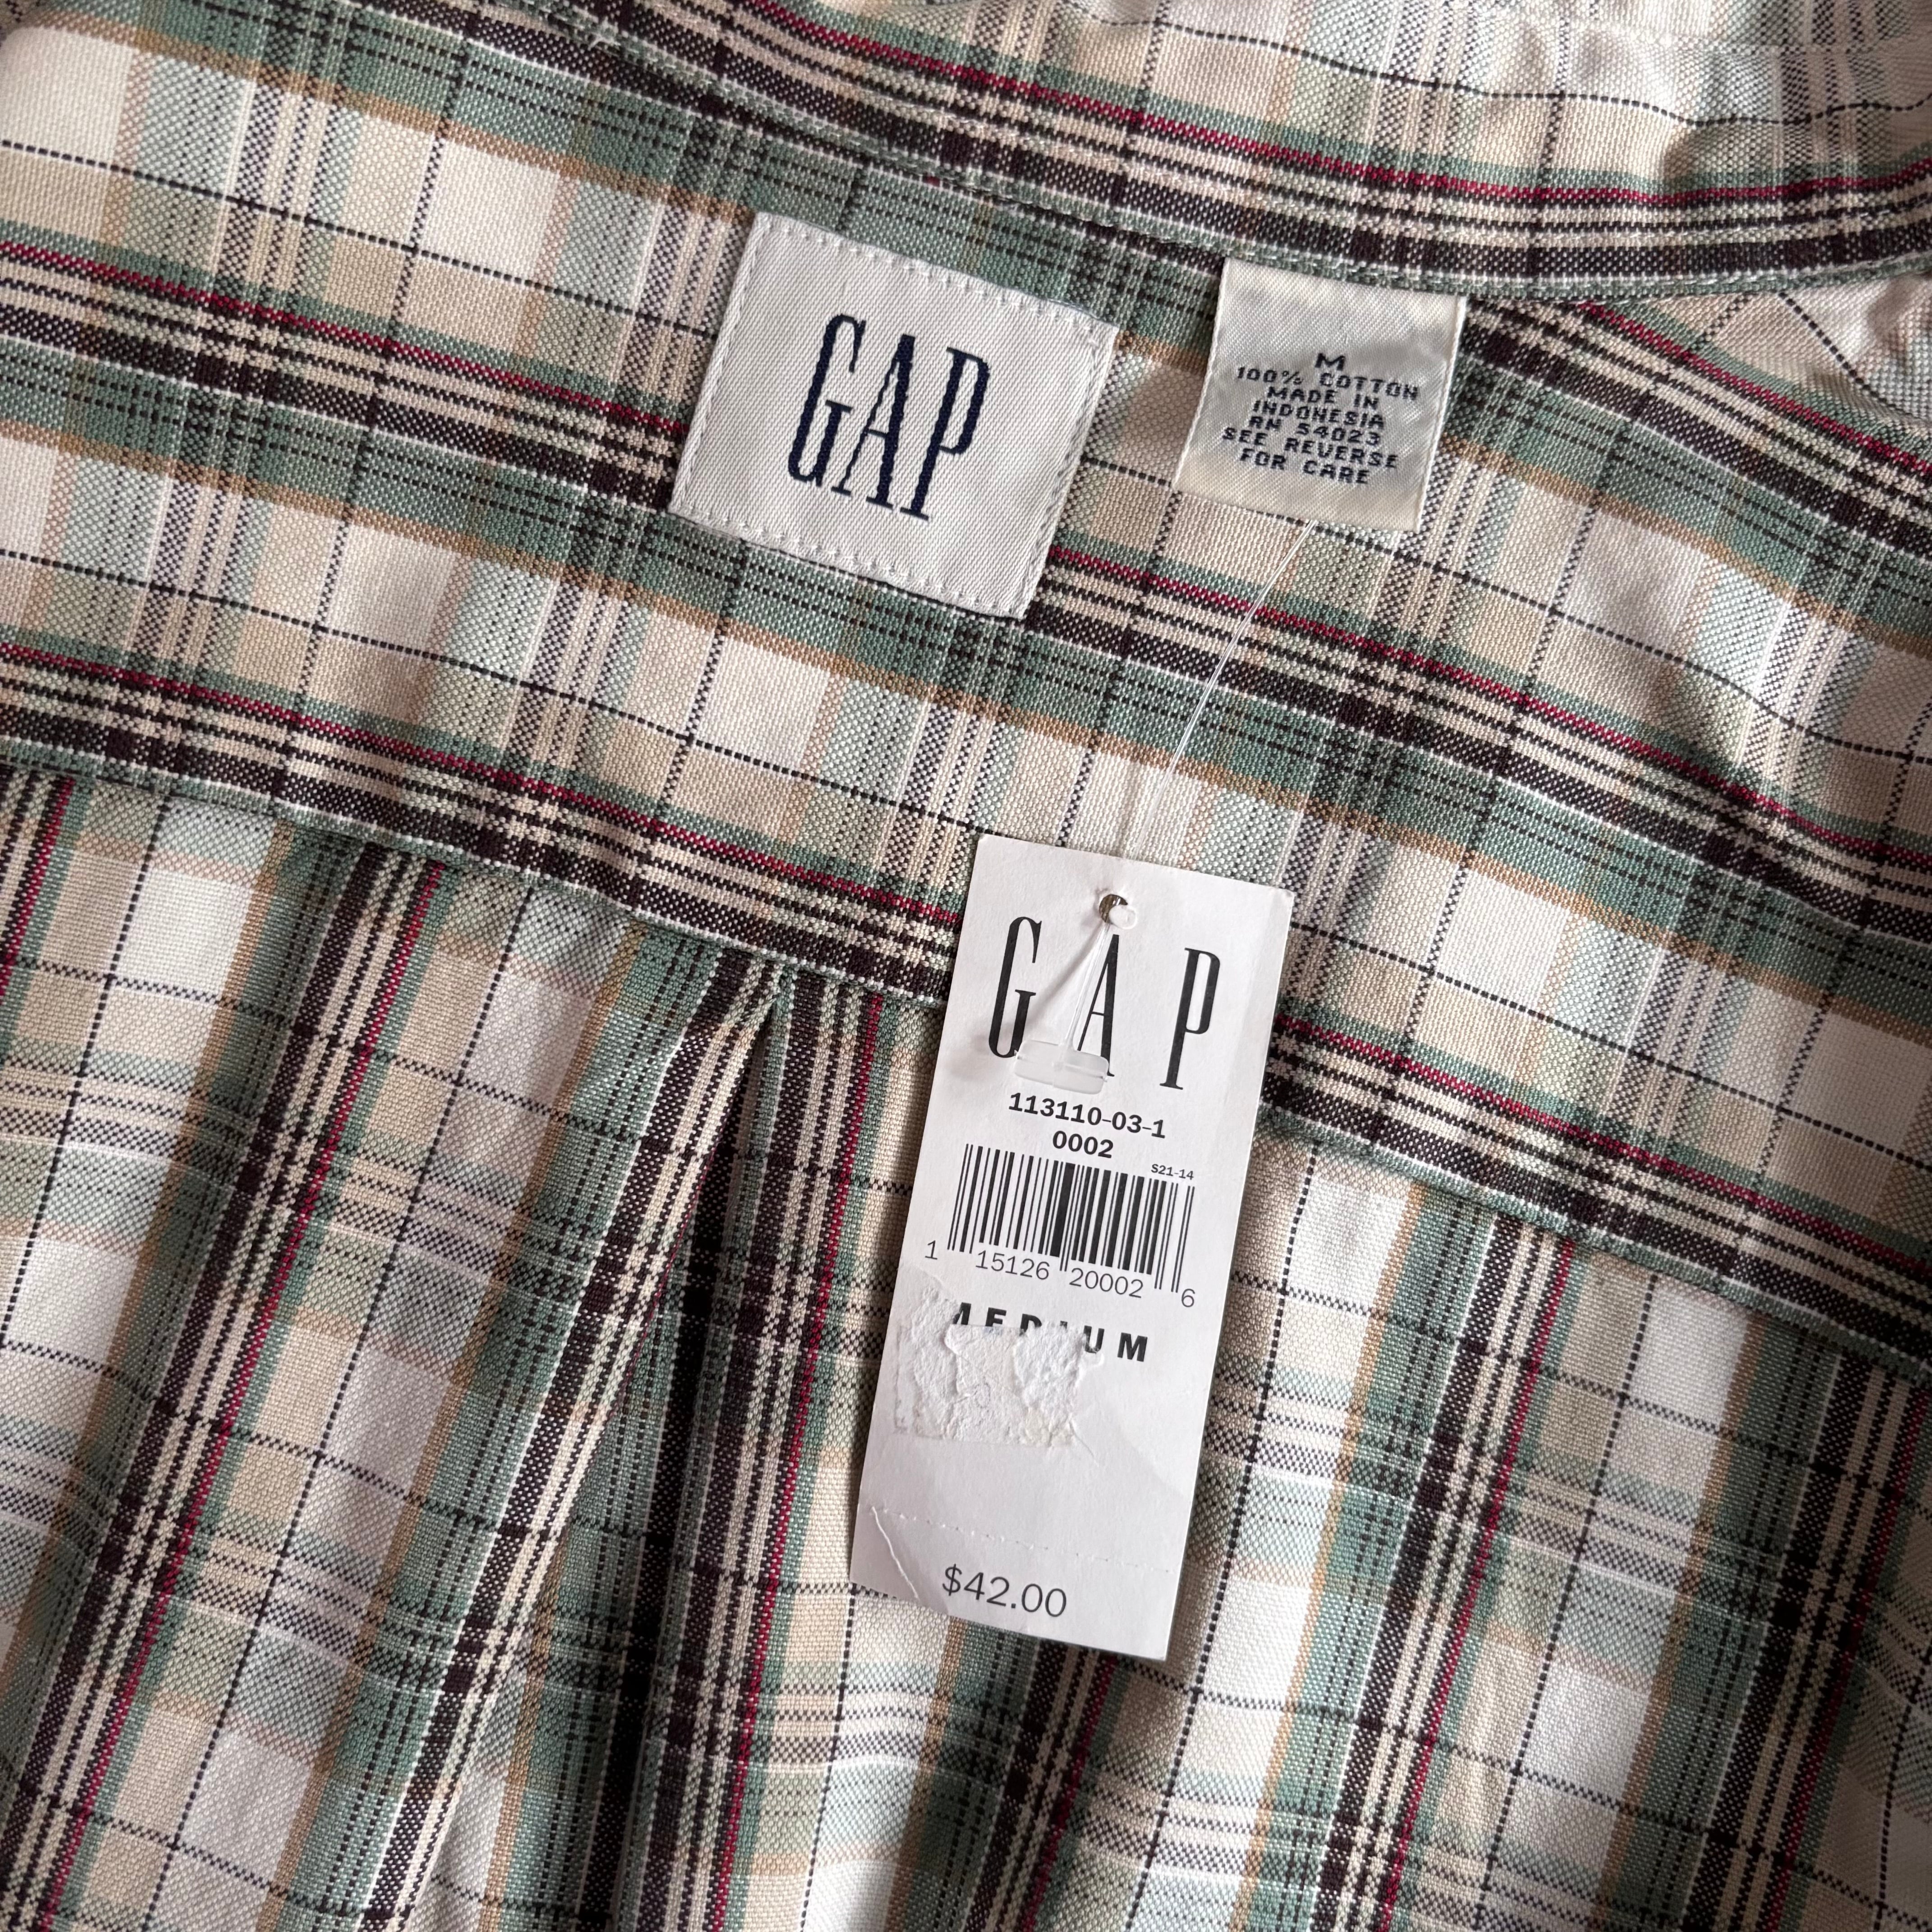 GAP
M
100% COTTON
MADE IN
INDONESIA
RN 54023
SEE REVERSE
FOR CARE
GAP
113110-03-1
0002
S21-14
1 15126 20002 6
MEDIUM
$42.00